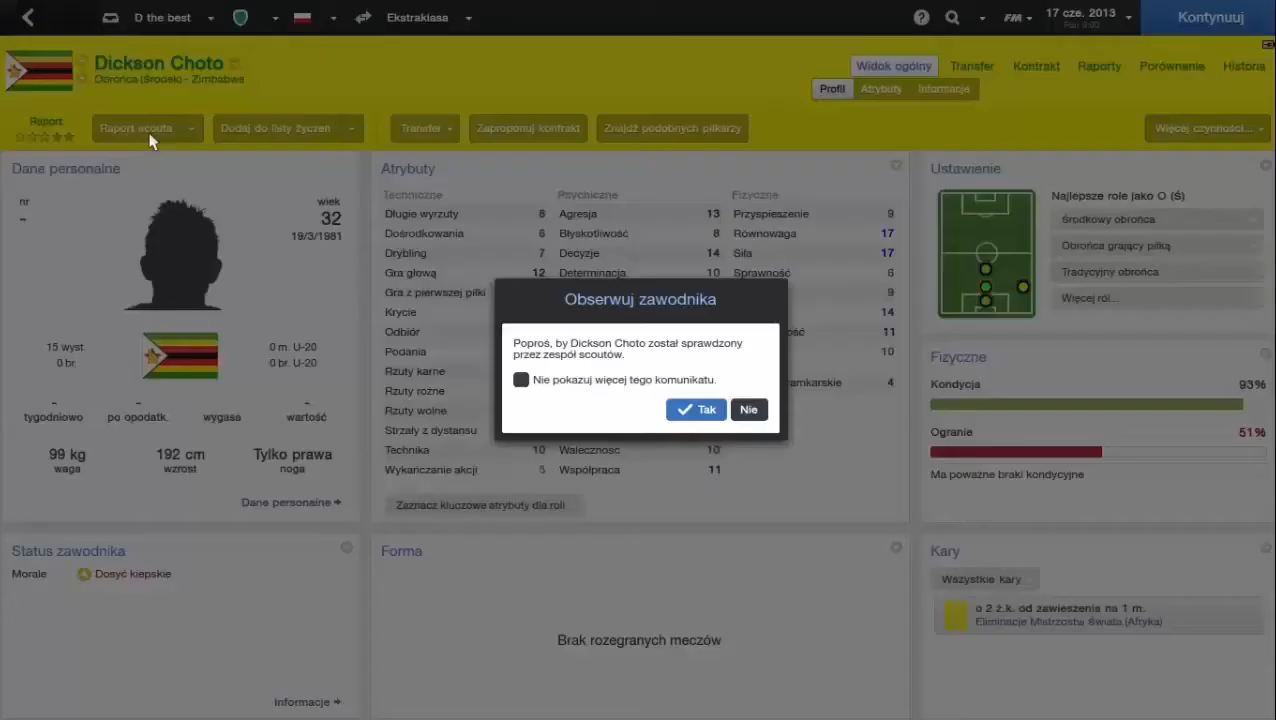 D the best
Ekstraklasa
FM
17 cze. 2013
Kontynuuj
Dickson Choto
Obrońca (Środek) - Zimbabwe
Widok ogólny
Transfer
Kontrakt
Raporty
Porównanie
Historia
Profil
Atrybuty
Informacje
Raport
Raport scouta
Dodaj do listy życzeń
Transfer
Zaproponuj kontrakt
Znajdź podobnych piłkarzy
Więcej czynności...
Dane personalne
nr
-
wiek
32
19/3/1981
15 wyst.
0 br.
0 m. U-20
0 br. U-20
-
tygodniowo
-
po opodatk.
wygasa
-
wartość
99 kg
waga
192 cm
wzrost
Tylko prawa
noga
Dane personalne
Atrybuty
Techniczne
Psychiczne
Fizyczne
Długie wyrzuty 8
Agresja 13
Przyspieszenie 9
Dośrodkowania 6
Błyskotliwość 8
Równowaga 17
Drybling 7
Decyzje 14
Siła 17
Gra głową 12
Determinacja 10
Sprawność 6
Gra z pierwszej piłki
9
Krycie
14
Odbiór
11
Podania
10
Rzuty karne
4
Rzuty rożne
Rzuty wolne
Strzały z dystansu
Technika 10
Waleczność 10
Wykańczanie akcji 5
Współpraca 11
Zaznacz kluczowe atrybuty dla roli
Obserwuj zawodnika
Poproś, by Dickson Choto został sprawdzony
przez zespół scoutów.
Nie pokazuj więcej tego komunikatu.
Tak
Nie
Ustawienie
Najlepsze role jako O (Ś)
Środkowy obrońca
Obrońca grający piłką
Tradycyjny obrońca
Więcej ról...
Fizyczne
Kondycja 93%
Ogranie 51%
Ma poważne braki kondycyjne
Status zawodnika
Morale
Dosyć kiepskie
Informacje
Forma
Brak rozegranych meczów
Kary
Wszystkie kary
o 2 ż.k. od zawieszenia na 1 m.
Eliminacje Mistrzostw Świata (Afryka)